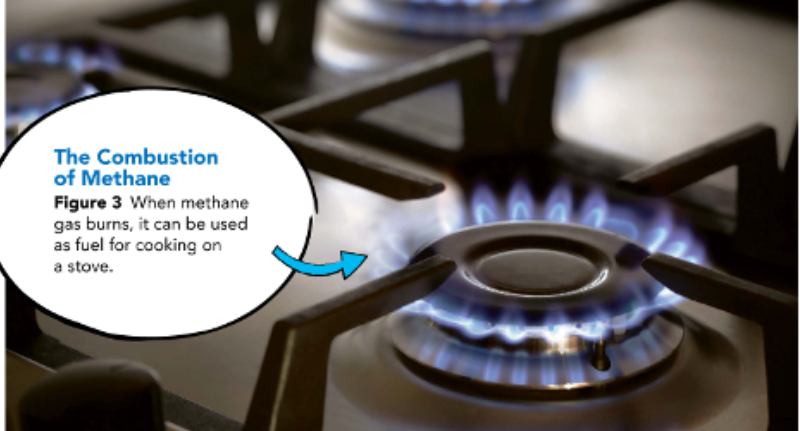 The Combustion
of Methane
Figure 3 When methane
gas burns, it can be used
as fuel for cooking on
a stove.